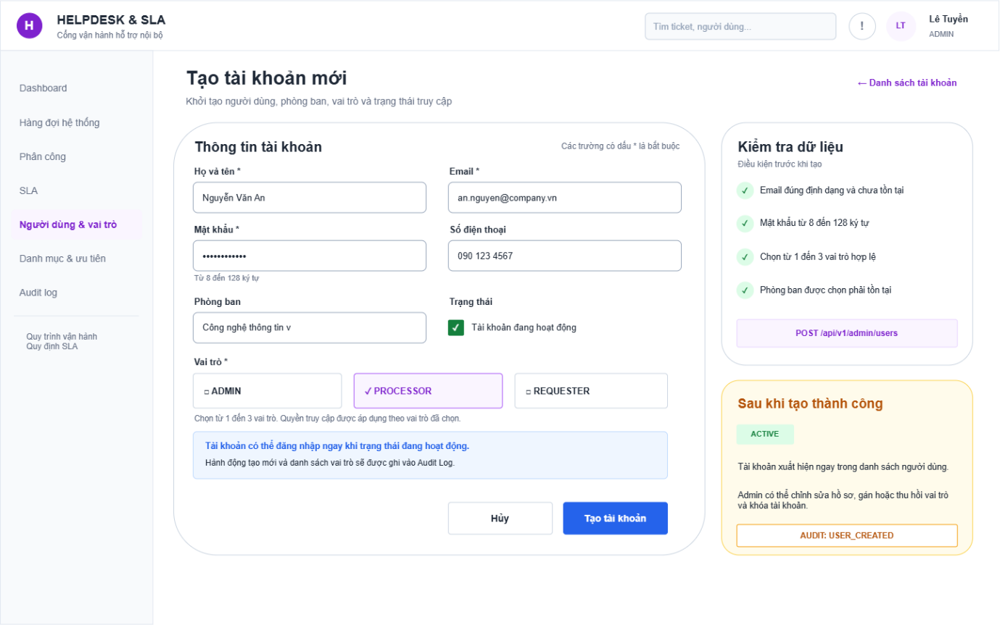 H
HELPDESK & SLA
Cổng vận hành hỗ trợ nội bộ
Tìm ticket, người dùng...
!
LT
Lê Tuyền
ADMIN
Dashboard
Hàng đợi hệ thống
Phân công
SLA
Người dùng & vai trò
Danh mục & ưu tiên
Audit log
Quy trình vận hành
Quy định SLA
Tạo tài khoản mới
Khởi tạo người dùng, phòng ban, vai trò và trạng thái truy cập
← Danh sách tài khoản
Thông tin tài khoản
Các trường có dấu * là bắt buộc
Họ và tên *
Email *
Nguyễn Văn An
an.nguyen@company.vn
Mật khẩu *
Số điện thoại
••••••••••••
090 123 4567
Từ 8 đến 128 ký tự
Phòng ban
Trạng thái
Công nghệ thông tin v
✓ Tài khoản đang hoạt động
Vai trò *
□ ADMIN
✓ PROCESSOR
□ REQUESTER
Chọn từ 1 đến 3 vai trò. Quyền truy cập được áp dụng theo vai trò đã chọn.
Tài khoản có thể đăng nhập ngay khi trạng thái đang hoạt động.
Hành động tạo mới và danh sách vai trò sẽ được ghi vào Audit Log.
Hủy
Tạo tài khoản
Kiểm tra dữ liệu
Điều kiện trước khi tạo
✓ Email đúng định dạng và chưa tồn tại
✓ Mật khẩu từ 8 đến 128 ký tự
✓ Chọn từ 1 đến 3 vai trò hợp lệ
✓ Phòng ban được chọn phải tồn tại
POST /api/v1/admin/users
Sau khi tạo thành công
ACTIVE
Tài khoản xuất hiện ngay trong danh sách người dùng.
Admin có thể chỉnh sửa hồ sơ, gán hoặc thu hồi vai trò
và khóa tài khoản.
AUDIT: USER_CREATED